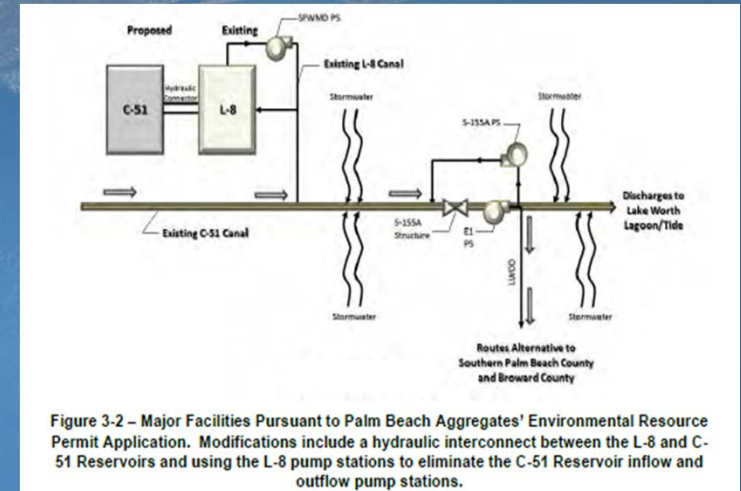 SFWMD PS
Proposed
Existing
Existing L-8 Canal
Hydraulic
Connector
C-51
L-8
Stormwater
Stormwater
S-155A PS
Discharges to
Lake Worth
Lagoon/Tide
Existing C-51 Canal
S-155A
Structure
E1
PS
LWDD
Stormwater
Stormwater
Routes Alternative to
Southern Palm Beach County
and Broward County
Figure 3-2 – Major Facilities Pursuant to Palm Beach Aggregates' Environmental Resource
Permit Application. Modifications include a hydraulic interconnect between the L-8 and C-
51 Reservoirs and using the L-8 pump stations to eliminate the C-51 Reservoir inflow and
outflow pump stations.